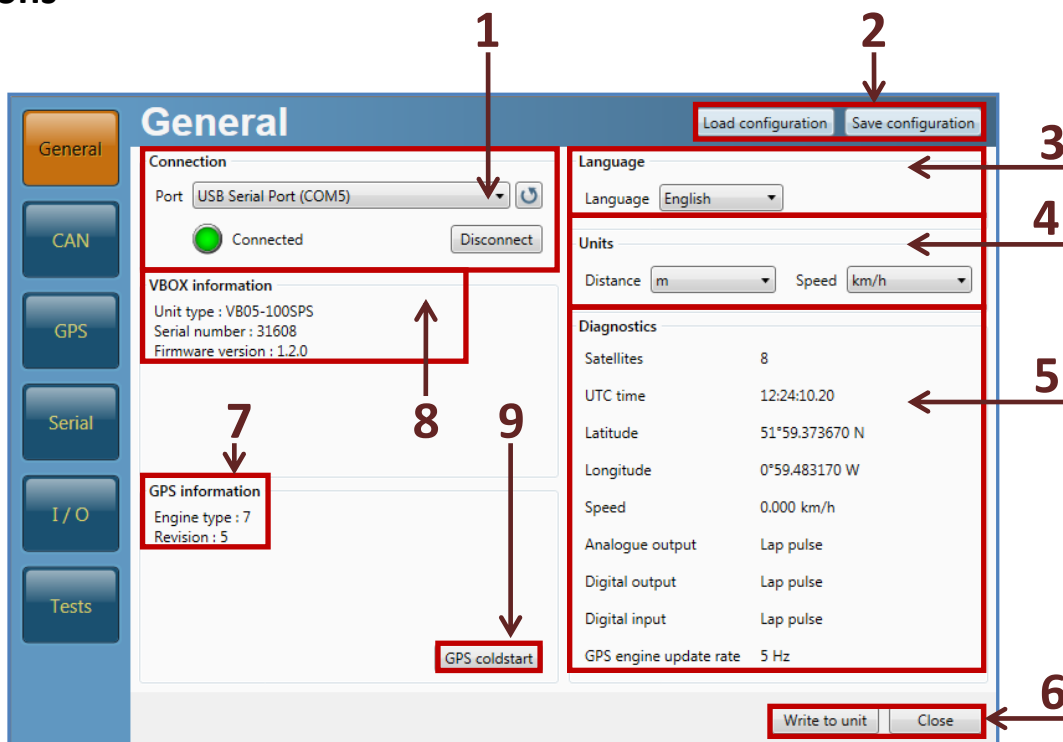 1
2
General
Load configuration
Save configuration
General
CAN
GPS
Serial
I / O
Tests
Connection
Port USB Serial Port (COM5)
Connected
Disconnect
VBOX information
Unit type : VB05-100SPS
Serial number : 31608
Firmware version : 1.2.0
7
8
9
GPS information
Engine type : 7
Revision : 5
GPS coldstart
3
Language
Language English
4
Units
Distance m Speed km/h
5
Diagnostics
Satellites 8
UTC time 12:24:10.20
Latitude 51°59.373670 N
Longitude 0°59.483170 W
Speed 0.000 km/h
Analogue output Lap pulse
Digital output Lap pulse
Digital input Lap pulse
GPS engine update rate 5 Hz
6
Write to unit
Close